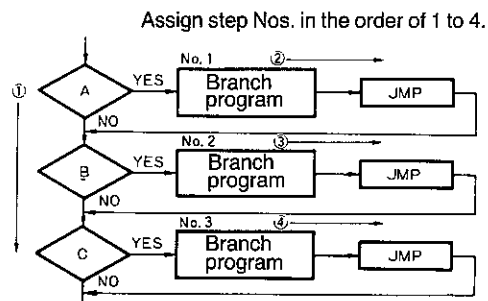 Assign step Nos. in the order of 1 to 4.
No. 1 ②
① A YES Branch program JMP
NO
No. 2 ③
B YES Branch program JMP
NO
No. 3 ④
C YES Branch program JMP
NO